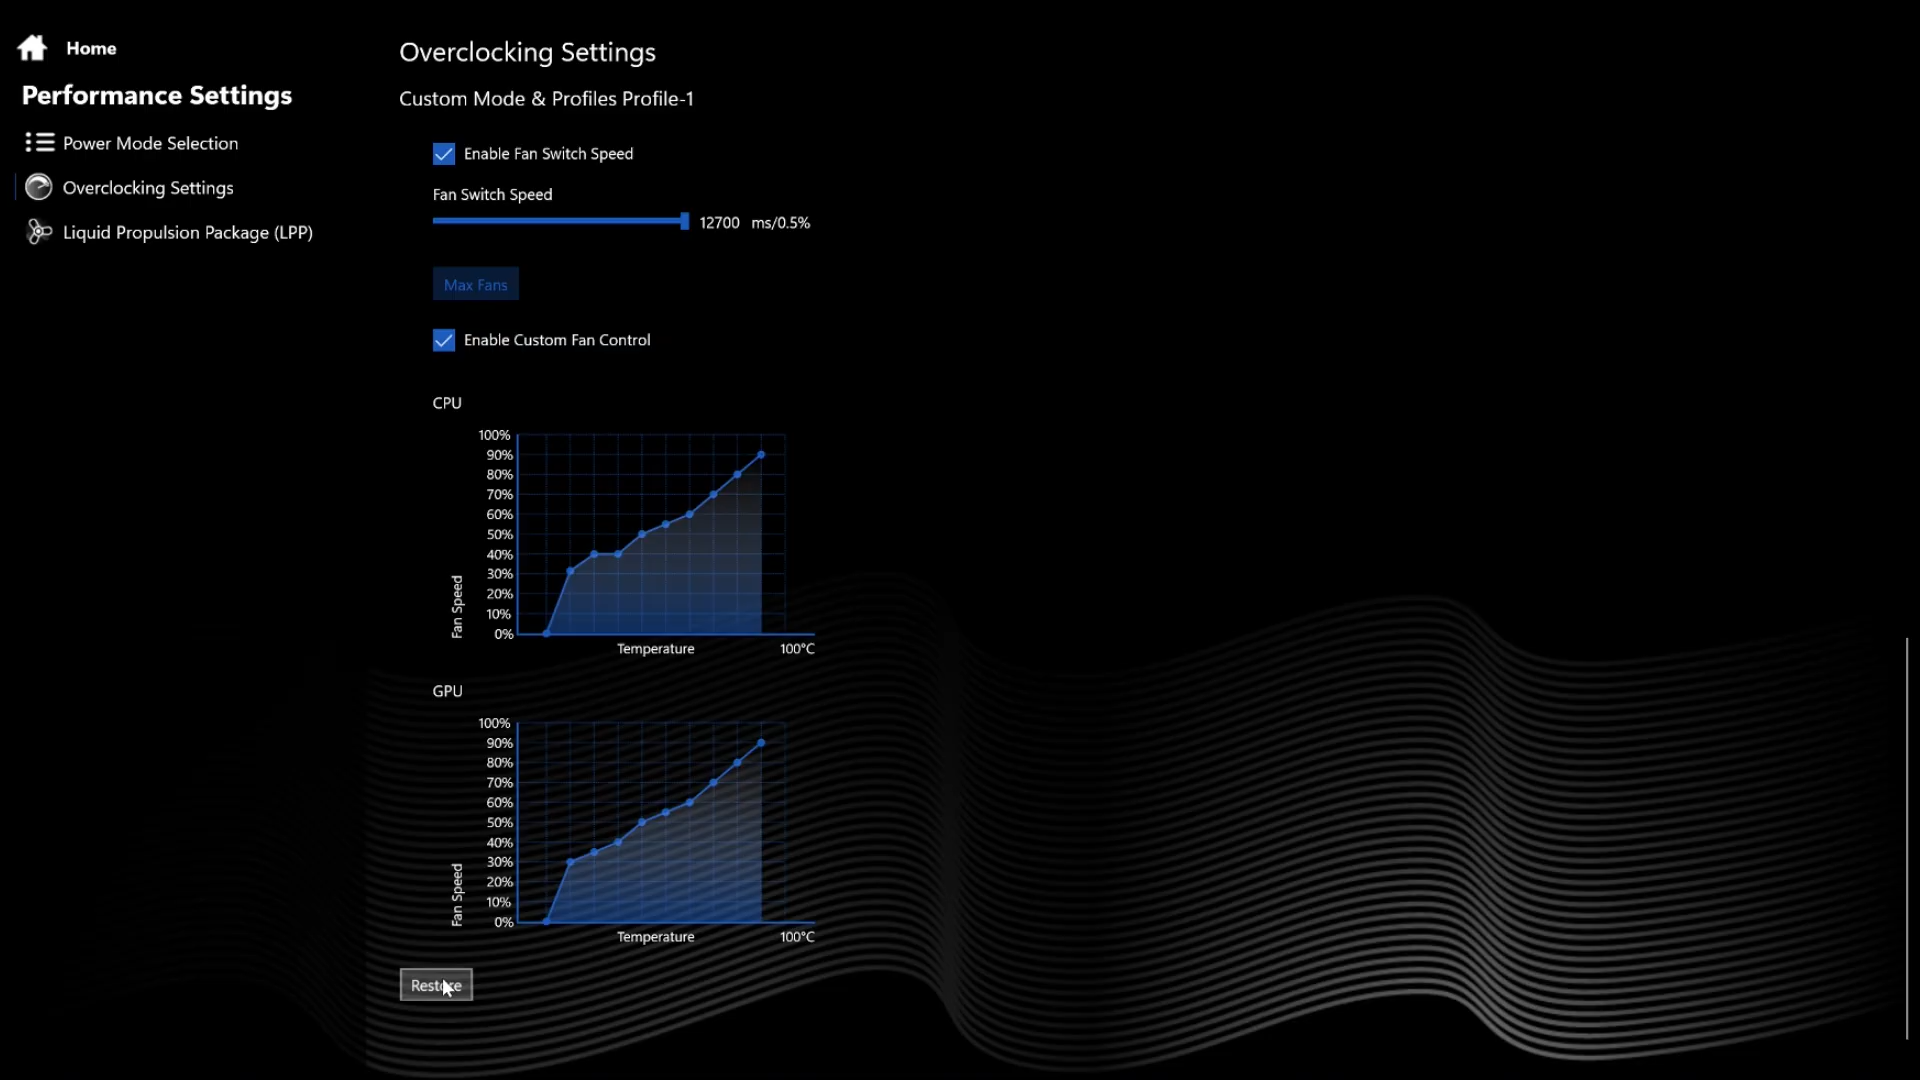 Home
Performance Settings
Power Mode Selection
Overclocking Settings
Liquid Propulsion Package (LPP)
Overclocking Settings
Custom Mode & Profiles Profile-1
Enable Fan Switch Speed
Fan Switch Speed
12700 ms/0.5%
Max Fans
Enable Custom Fan Control
CPU
100%
90%
80%
70%
60%
50%
40%
30%
20%
10%
0%
Fan Speed
Temperature
100°C
GPU
100%
90%
80%
70%
60%
50%
40%
30%
20%
10%
0%
Fan Speed
Temperature
100°C
Restore